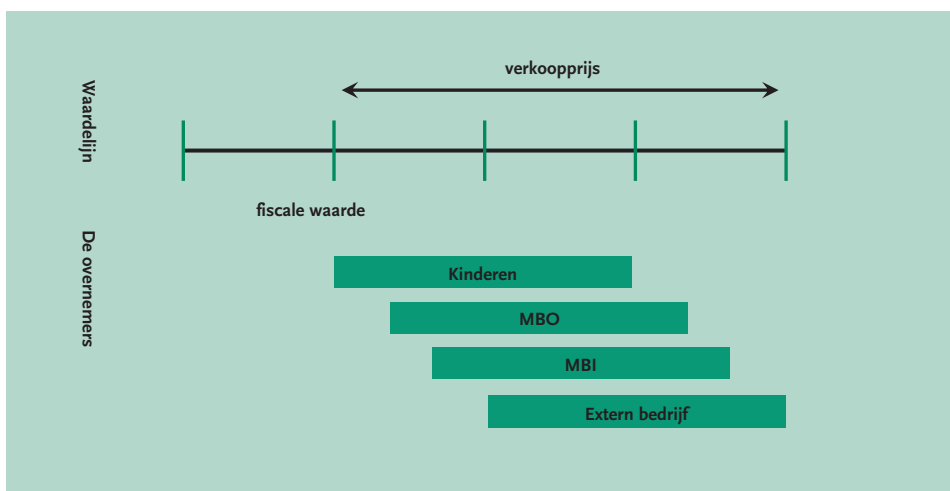 verkoopprijs
Waardelijn
fiscale waarde
De overnemers
Kinderen
MBO
MBI
Extern bedrijf